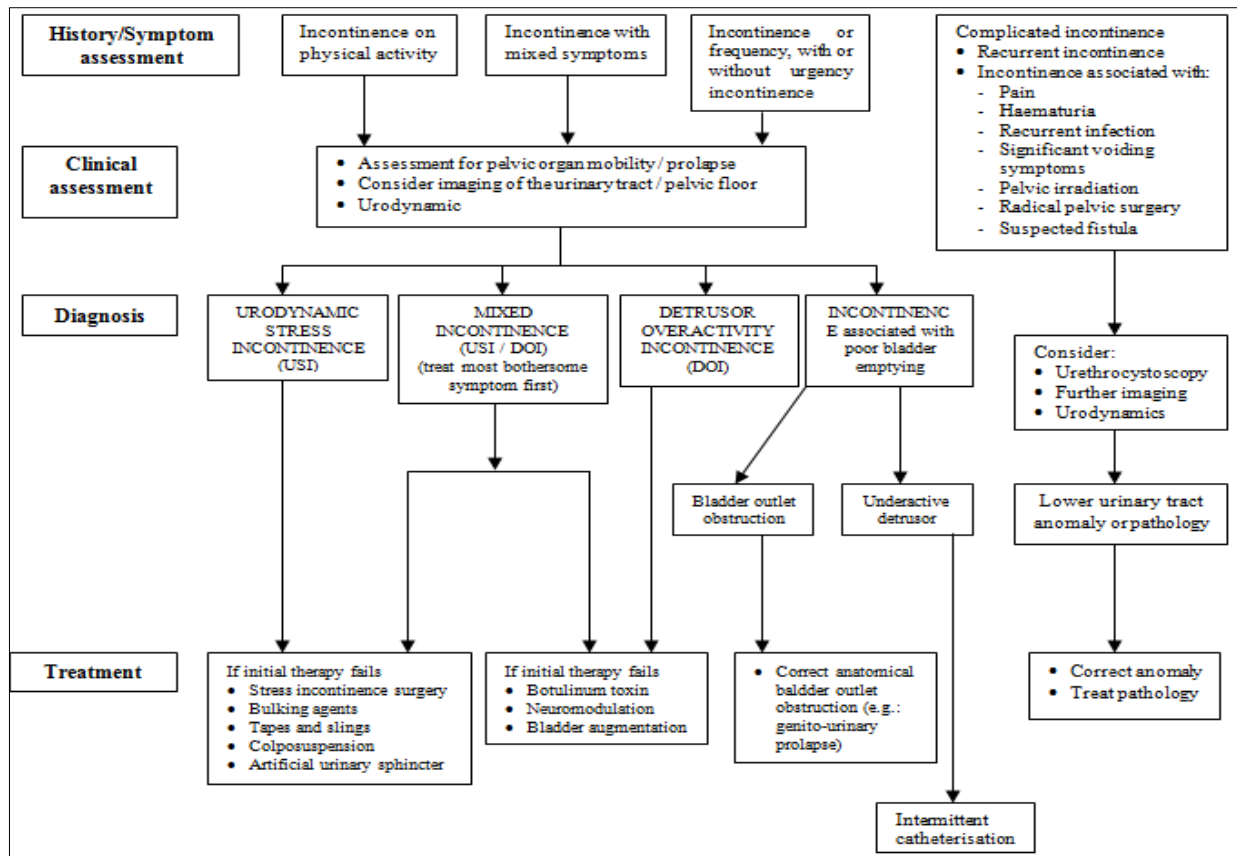 History/Symptom
assessment
Incontinence on
physical activity
Incontinence with
mixed symptoms
Incontinence or
frequency, with or
without urgency
incontinence
Complicated incontinence
• Recurrent incontinence
• Incontinence associated with:
- Pain
- Haematuria
- Recurrent infection
- Significant voiding
symptoms
- Pelvic irradiation
- Radical pelvic surgery
- Suspected fistula
Clinical
assessment
• Assessment for pelvic organ mobility / prolapse
• Consider imaging of the urinary tract / pelvic floor
• Urodynamic
Diagnosis
URODYNAMIC
STRESS
INCONTINENCE
(USI)
MIXED
INCONTINENCE
(USI / DOI)
(treat most bothersome
symptom first)
DETRUSOR
OVERACTIVITY
INCONTINENCE
(DOI)
INCONTINENC
E associated with
poor bladder
emptying
Consider:
• Urethrocystoscopy
• Further imaging
• Urodynamics
Bladder outlet
obstruction
Underactive
detrusor
Lower urinary tract
anomaly or pathology
Treatment
If initial therapy fails
• Stress incontinence surgery
• Bulking agents
• Tapes and slings
• Colposuspension
• Artificial urinary sphincter
If initial therapy fails
• Botulinum toxin
• Neuromodulation
• Bladder augmentation
• Correct anatomical
baldder outlet
obstruction (e.g.:
genito-urinary
prolapse)
• Correct anomaly
• Treat pathology
Intermittent
catheterisation